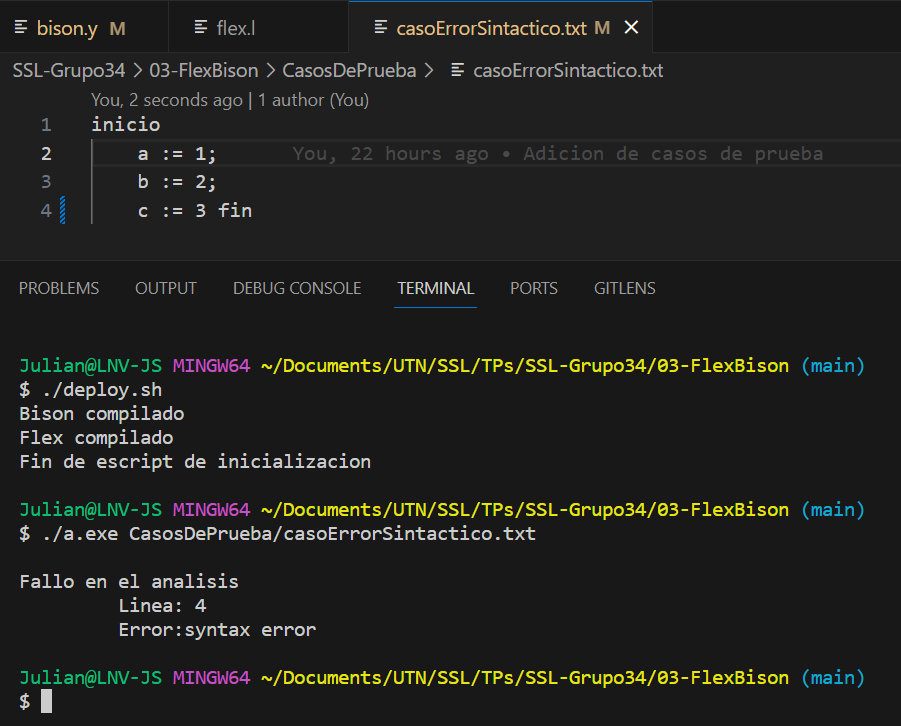 bison.y M flex.l casoErrorSintactico.txt M
SSL-Grupo34 > 03-FlexBison > CasosDePrueba > casoErrorSintactico.txt
You, 2 seconds ago | 1 author (You)
1 inicio
2 a := 1; You, 22 hours ago • Adicion de casos de prueba
3 b := 2;
4 c := 3 fin
PROBLEMS OUTPUT DEBUG CONSOLE TERMINAL PORTS GITLENS
Julian@LNV-JS MINGW64 ~/Documents/UTN/SSL/TPs/SSL-Grupo34/03-FlexBison (main)
$ ./deploy.sh
Bison compilado
Flex compilado
Fin de escript de inicializacion
Julian@LNV-JS MINGW64 ~/Documents/UTN/SSL/TPs/SSL-Grupo34/03-FlexBison (main)
$ ./a.exe CasosDePrueba/casoErrorSintactico.txt
Fallo en el analisis
Linea: 4
Error:syntax error
Julian@LNV-JS MINGW64 ~/Documents/UTN/SSL/TPs/SSL-Grupo34/03-FlexBison (main)
$